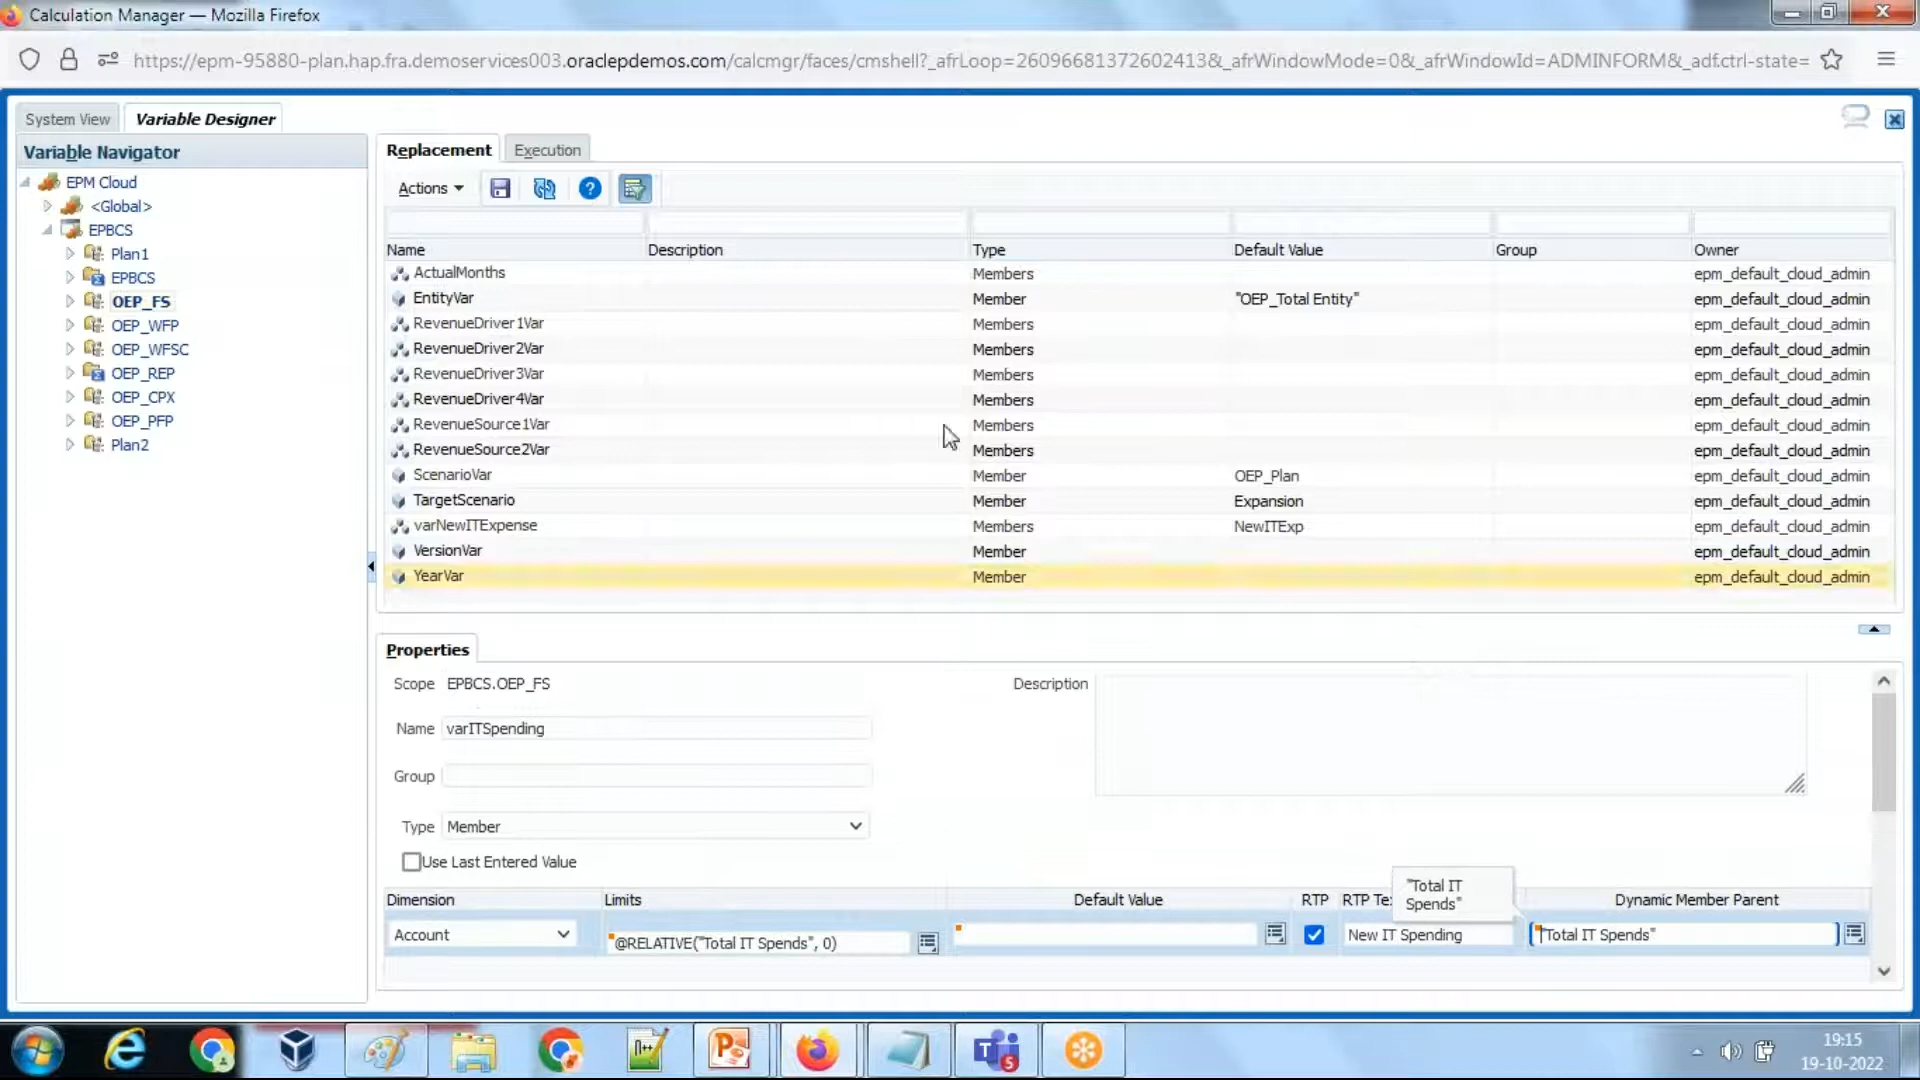 Calculation Manager — Mozilla Firefox
https://epm-95880-plan.hap.fra.demoservices003.oraclepdemos.com/calcmgr/faces/cmshell?_afrLoop=26096681372602413&_afrWindowMode=0&_afrWindowId=ADMINFORM&_adf.ctrl-state=
System View
Variable Designer
Variable Navigator
EPM Cloud
<Global>
EPBCS
Plan1
EPBCS
OEP_FS
OEP_WFP
OEP_WFSC
OEP_REP
OEP_CPX
OEP_PFP
Plan2
Replacement
Execution
Actions
Name Description Type Default Value Group Owner
ActualMonths Members epm_default_cloud_admin
EntityVar Member "OEP_Total Entity" epm_default_cloud_admin
RevenueDriver1Var Members epm_default_cloud_admin
RevenueDriver2Var Members epm_default_cloud_admin
RevenueDriver3Var Members epm_default_cloud_admin
RevenueDriver4Var Members epm_default_cloud_admin
RevenueSource1Var Members epm_default_cloud_admin
RevenueSource2Var Members epm_default_cloud_admin
ScenarioVar Member OEP_Plan epm_default_cloud_admin
TargetScenario Member Expansion epm_default_cloud_admin
varNewITExpense Members NewITExp epm_default_cloud_admin
VersionVar Member epm_default_cloud_admin
YearVar Member epm_default_cloud_admin
Properties
Scope EPBCS.OEP_FS
Description
Name varITSpending
Group
Type Member
Use Last Entered Value
"Total IT
Spends"
Dimension Limits Default Value RTP RTP Te Dynamic Member Parent
Account @RELATIVE("Total IT Spends", 0) New IT Spending "Total IT Spends"
19:15
19-10-2022